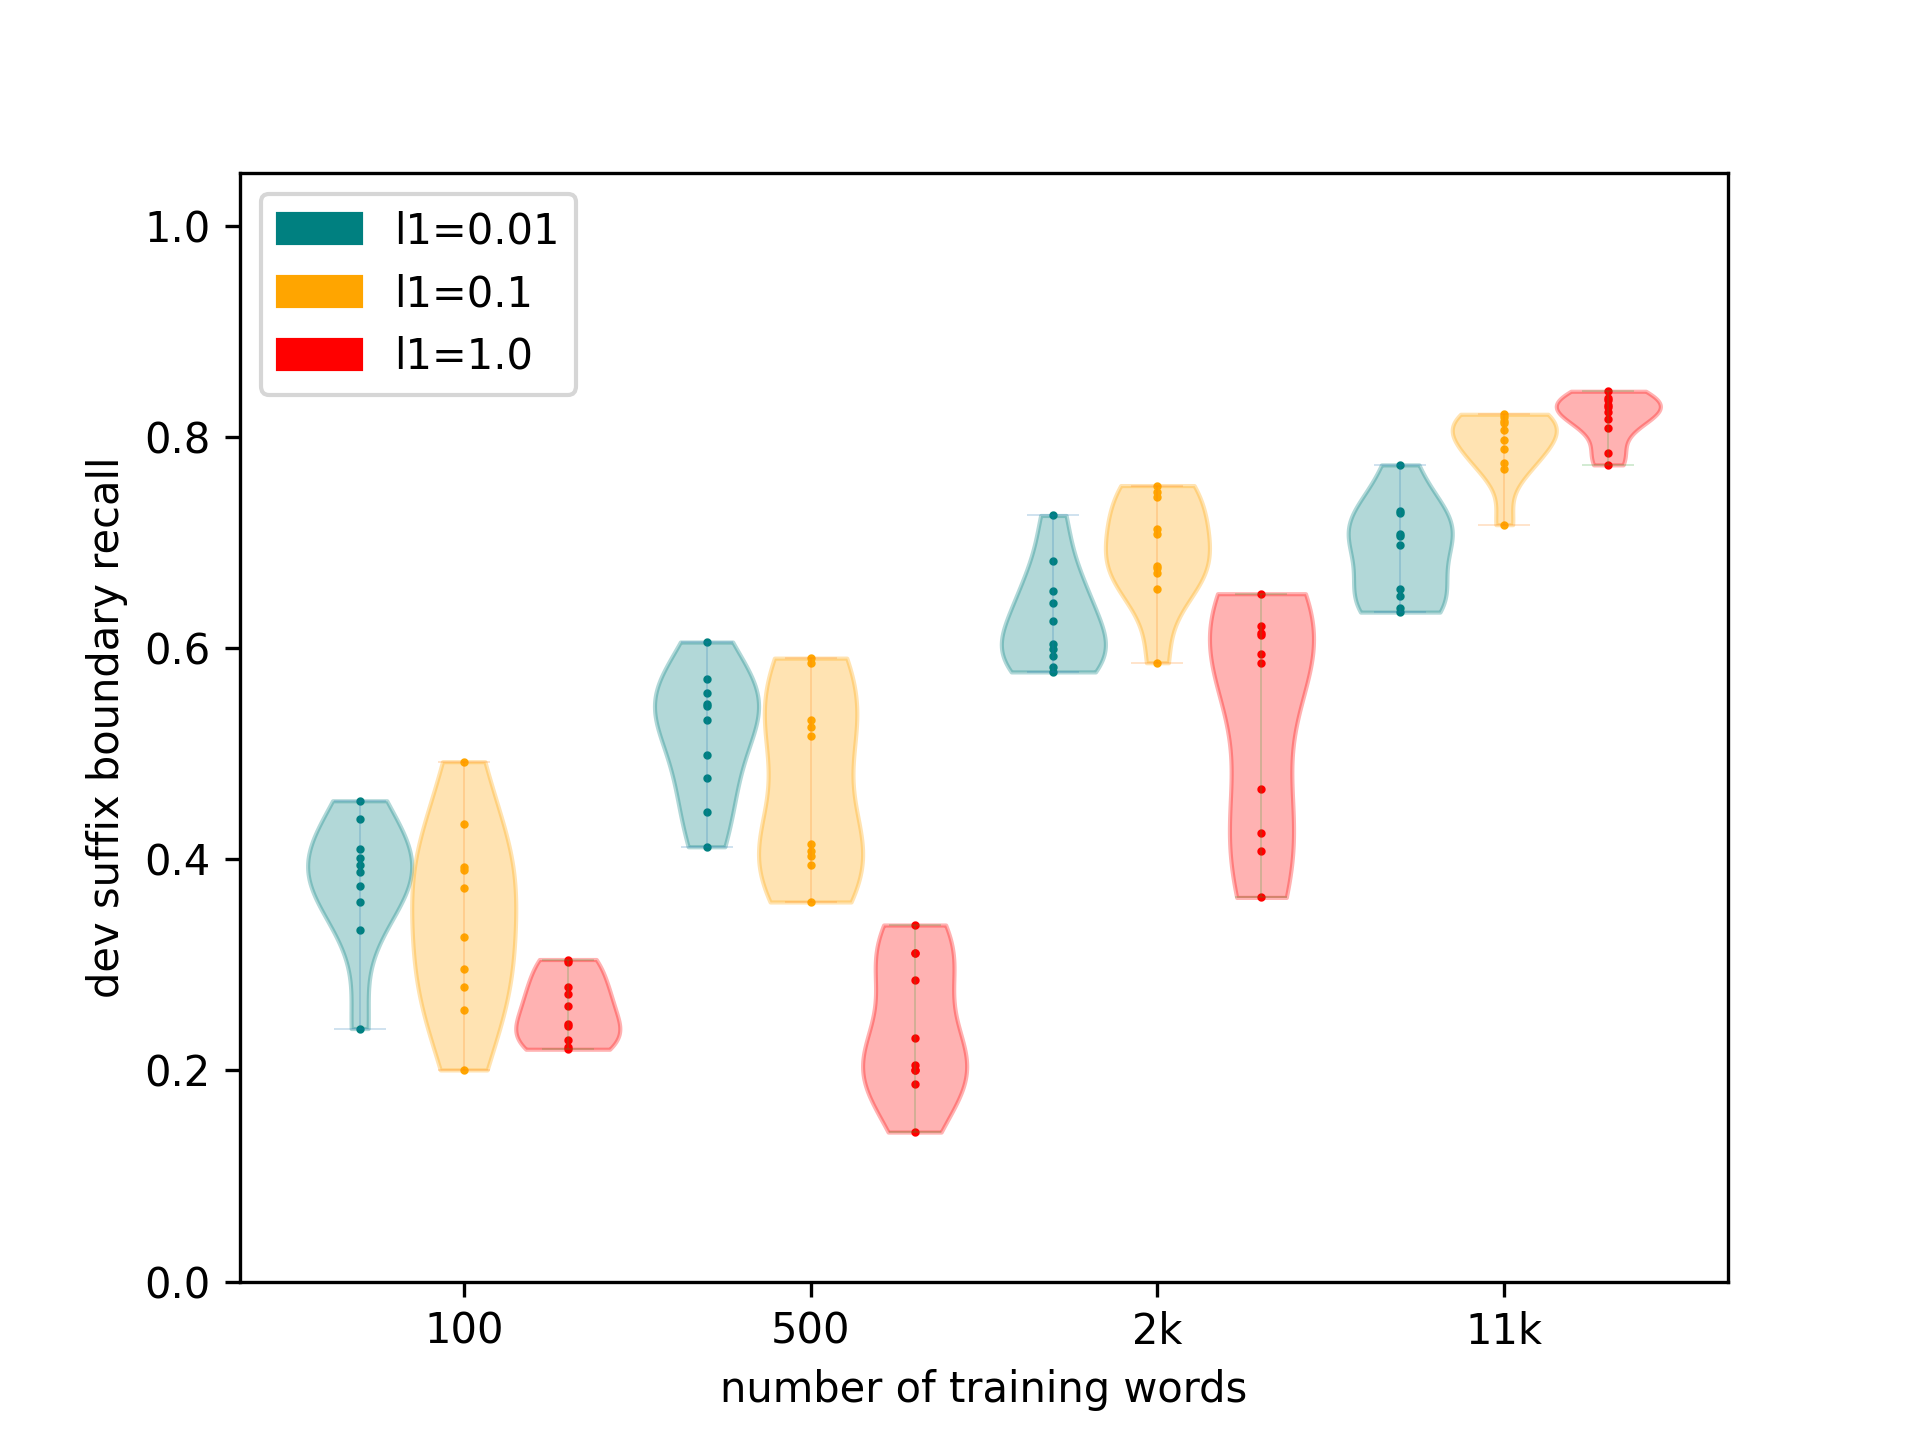 l1=0.01
l1=0.1
l1=1.0
1.0
0.8
0.6
0.4
0.2
0.0
dev suffix boundary recall
100 500 2k 11k
number of training words